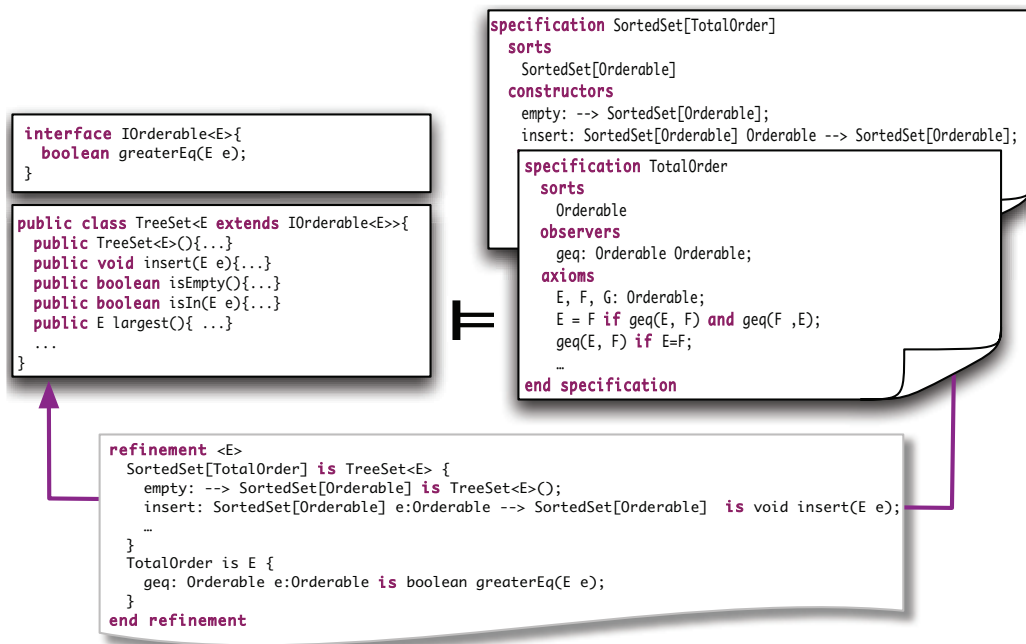 specification SortedSet[TotalOrder]
sorts
SortedSet[Orderable]
constructors
empty: --> SortedSet[Orderable];
insert: SortedSet[Orderable] Orderable --> SortedSet[Orderable];
interface IOrderable<E>{
boolean greaterEq(E e);
}
public class TreeSet<E extends IOrderable<E>>{
public TreeSet<E>(){...}
public void insert(E e){...}
public boolean isEmpty(){...}
public boolean isIn(E e){...}
public E largest(){ ...}
...
}
specification TotalOrder
sorts
Orderable
observers
geq: Orderable Orderable;
axioms
E, F, G: Orderable;
E = F if geq(E, F) and geq(F ,E);
geq(E, F) if E=F;
…
end specification
refinement <E>
SortedSet[TotalOrder] is TreeSet<E> {
empty: --> SortedSet[Orderable] is TreeSet<E>();
insert: SortedSet[Orderable] e:Orderable --> SortedSet[Orderable] is void insert(E e);
…
}
TotalOrder is E {
geq: Orderable e:Orderable is boolean greaterEq(E e);
}
end refinement